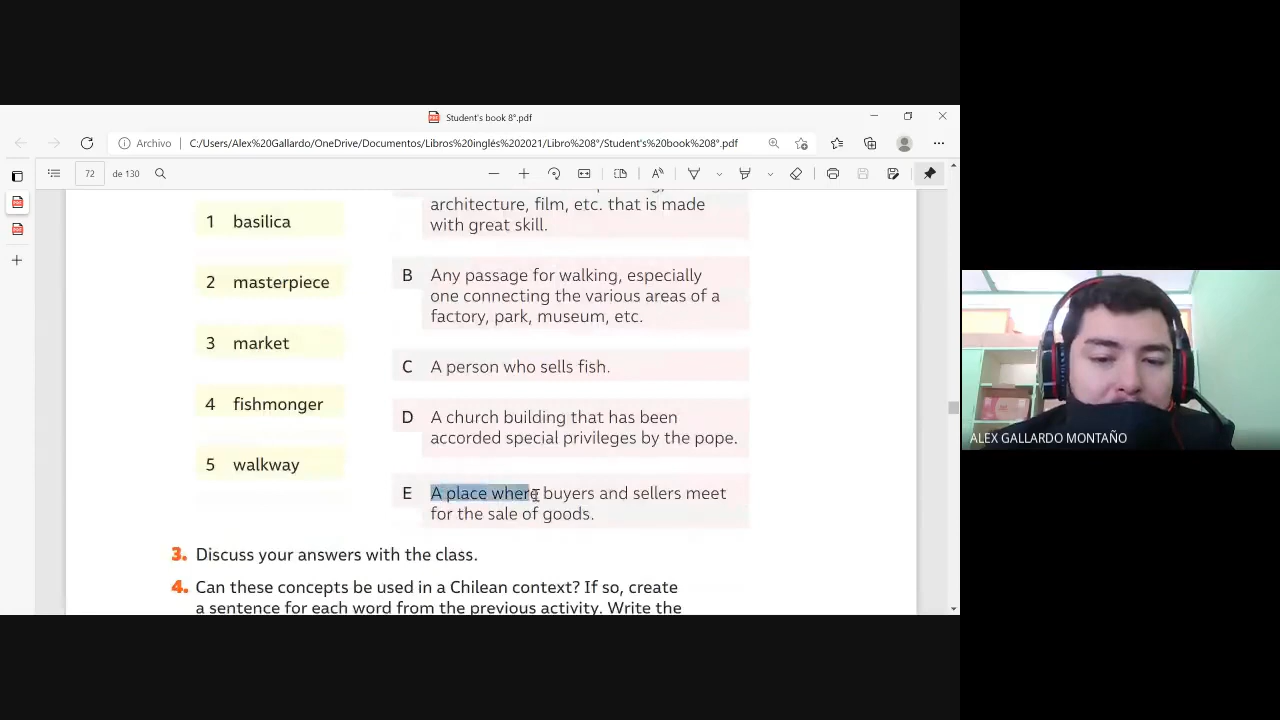 Student's book 8°.pdf
Archivo
C:/Users/Alex%20Gallardo/OneDrive/Documentos/Libros%20inglés%202021/Libro%208°/Student's%20book%208°.pdf
72
de 130
architecture, film, etc. that is made
with great skill.
1 basilica
2 masterpiece
3 market
4 fishmonger
5 walkway
B Any passage for walking, especially
one connecting the various areas of a
factory, park, museum, etc.
C A person who sells fish.
D A church building that has been
accorded special privileges by the pope.
E A place where buyers and sellers meet
for the sale of goods.
3. Discuss your answers with the class.
4. Can these concepts be used in a Chilean context? If so, create
a sentence for each word from the previous activity. Write the
ALEX GALLARDO MONTAÑO